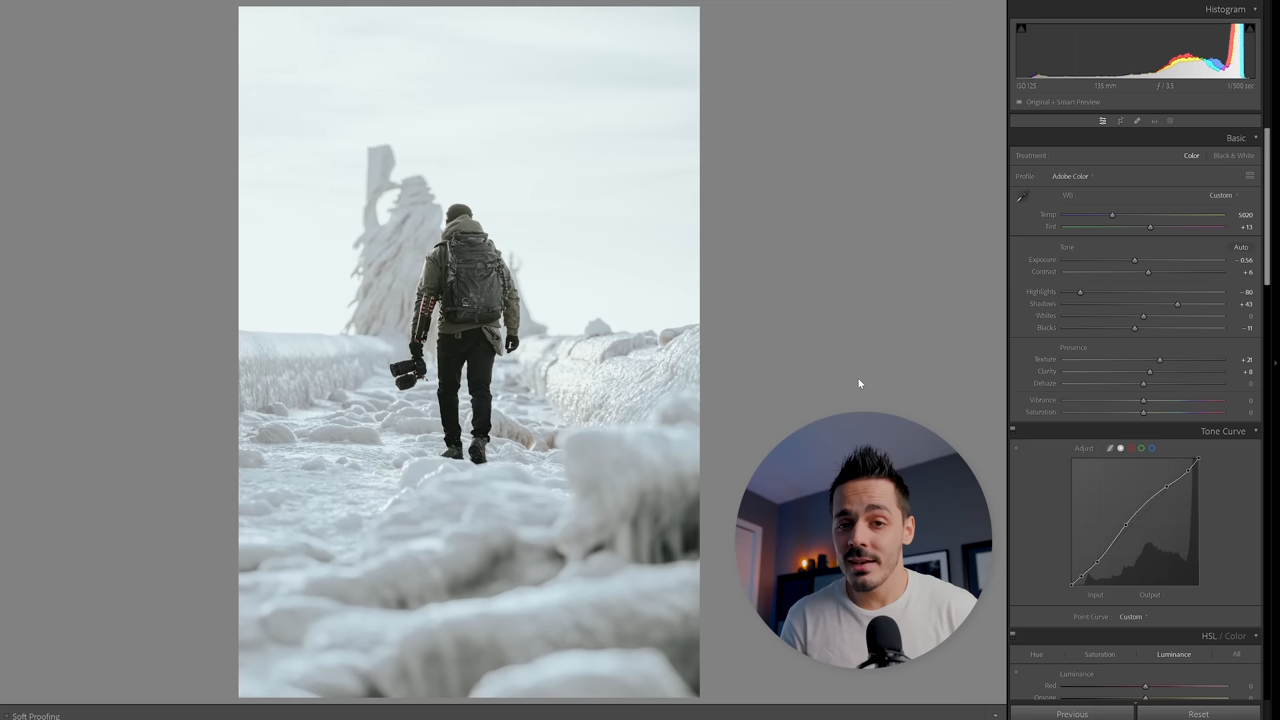 Histogram
ISO 125 135 mm ƒ / 3.5 1/500 sec
Original + Smart Preview
Basic
Treatment : Color Black & White
Profile Adobe Color
WB : Custom
Temp 5020
Tint + 13
Tone Auto
Exposure − 0.56
Contrast + 6
Highlights − 80
Shadows + 43
Whites 0
Blacks − 11
Presence
Texture + 21
Clarity + 8
Dehaze 0
Vibrance 0
Saturation 0
Tone Curve
Adjust :
Input : Output :
Point Curve : Custom
HSL / Color
Hue Saturation Luminance All
Luminance
Red 0
Orange 0
Previous Reset
Soft Proofing